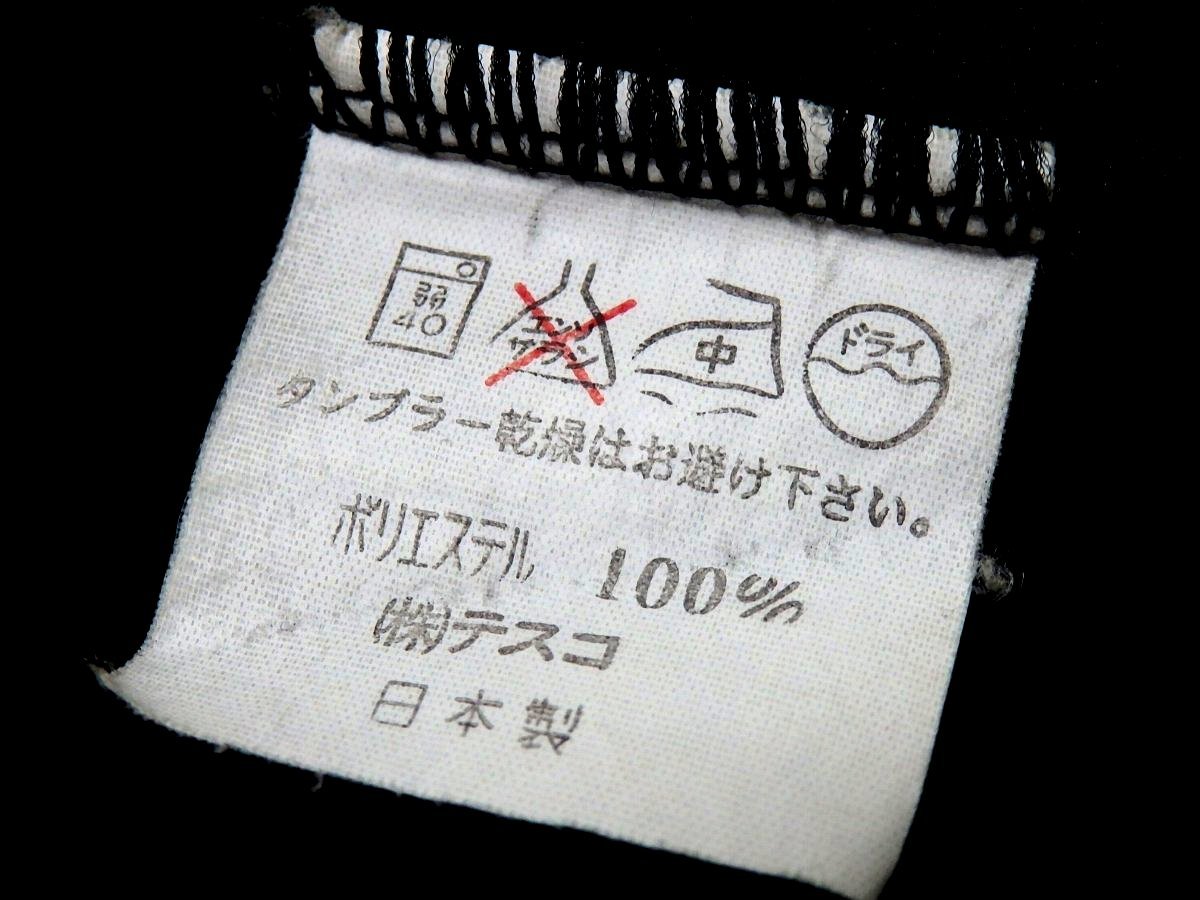 弱 40
エンソ サラシ
中
ドライ
タンブラー乾燥はお避け下さい。
ポリエステル 100%
㈱テスコ
日本製